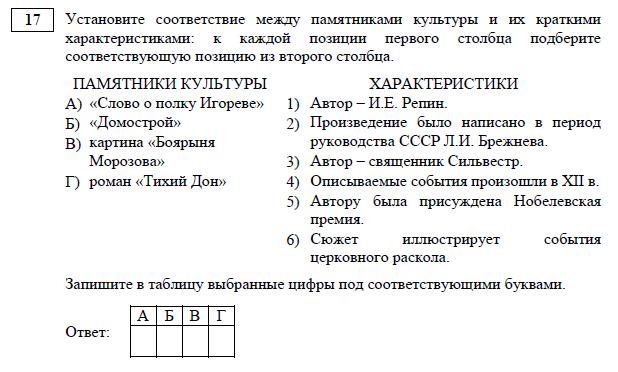 17 Установите соответствие между памятниками культуры и их краткими
характеристиками: к каждой позиции первого столбца подберите
соответствующую позицию из второго столбца.
ПАМЯТНИКИ КУЛЬТУРЫ
А) «Слово о полку Игореве»
Б) «Домострой»
В) картина «Боярыня
Морозова»
Г) роман «Тихий Дон»
ХАРАКТЕРИСТИКИ
1) Автор – И.Е. Репин.
2) Произведение было написано в период
руководства СССР Л.И. Брежнева.
3) Автор – священник Сильвестр.
4) Описываемые события произошли в XII в.
5) Автору была присуждена Нобелевская
премия.
6) Сюжет иллюстрирует события
церковного раскола.
Запишите в таблицу выбранные цифры под соответствующими буквами.
А Б В Г
Ответ: